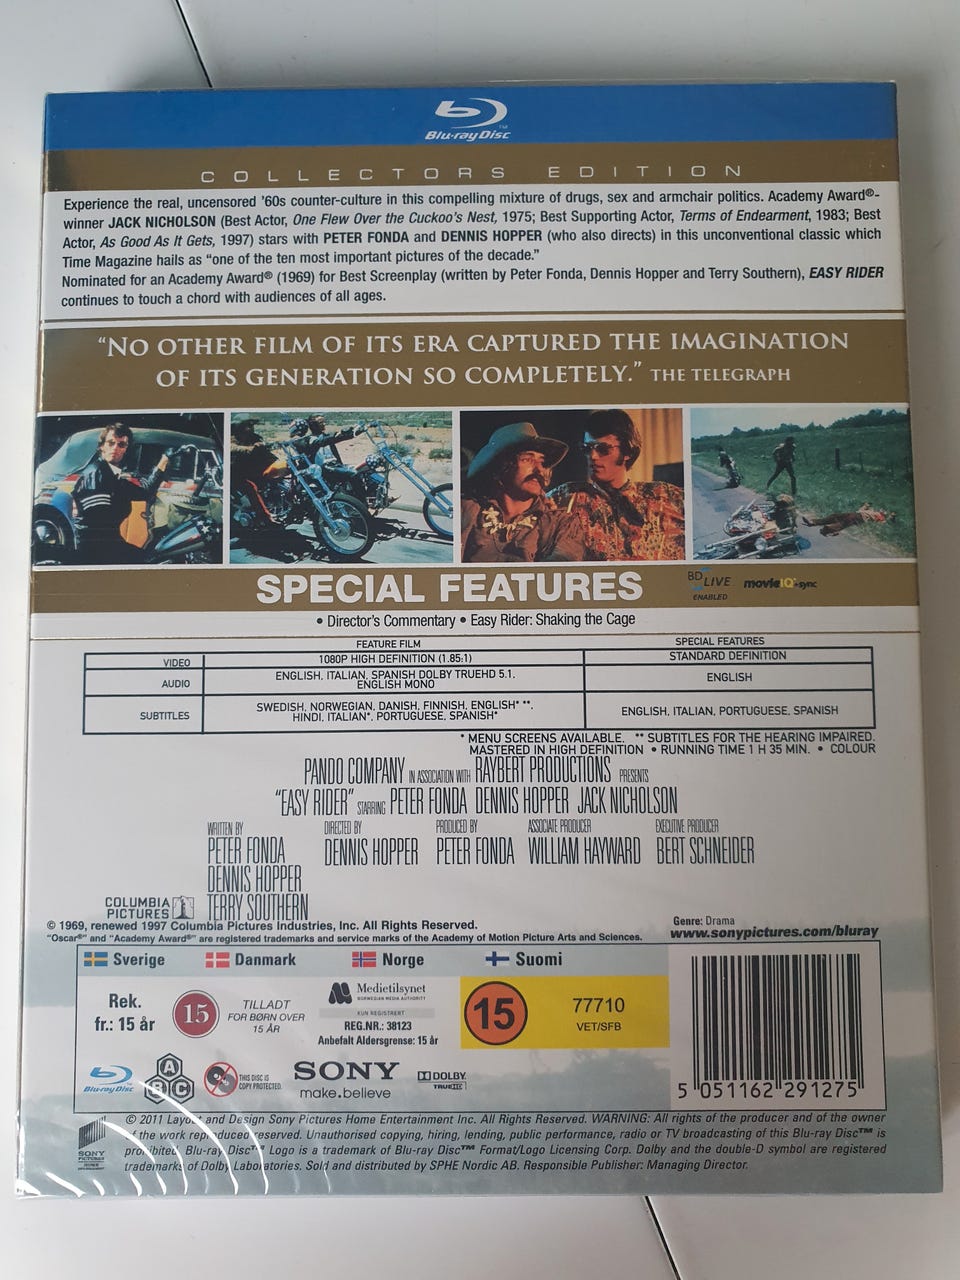 Blu-ray Disc™
COLLECTORS EDITION
Experience the real, uncensored '60s counter-culture in this compelling mixture of drugs, sex and armchair politics. Academy Award®-
winner JACK NICHOLSON (Best Actor, One Flew Over the Cuckoo's Nest, 1975; Best Supporting Actor, Terms of Endearment, 1983; Best
Actor, As Good As It Gets, 1997) stars with PETER FONDA and DENNIS HOPPER (who also directs) in this unconventional classic which
Time Magazine hails as “one of the ten most important pictures of the decade.”
Nominated for an Academy Award® (1969) for Best Screenplay (written by Peter Fonda, Dennis Hopper and Terry Southern), EASY RIDER
continues to touch a chord with audiences of all ages.
“NO OTHER FILM OF ITS ERA CAPTURED THE IMAGINATION
OF ITS GENERATION SO COMPLETELY.” THE TELEGRAPH
SPECIAL FEATURES
BD LIVE
ENABLED
movieIQ+sync
• Director's Commentary • Easy Rider: Shaking the Cage
FEATURE FILM SPECIAL FEATURES
VIDEO 1080P HIGH DEFINITION (1.85:1) STANDARD DEFINITION
AUDIO ENGLISH, ITALIAN, SPANISH DOLBY TRUEHD 5.1, ENGLISH
ENGLISH MONO
SUBTITLES SWEDISH, NORWEGIAN, DANISH, FINNISH, ENGLISH* **, ENGLISH, ITALIAN, PORTUGUESE, SPANISH
HINDI, ITALIAN*, PORTUGUESE, SPANISH*
* MENU SCREENS AVAILABLE. ** SUBTITLES FOR THE HEARING IMPAIRED.
MASTERED IN HIGH DEFINITION • RUNNING TIME 1 H 35 MIN. • COLOUR
PANDO COMPANY IN ASSOCIATION WITH RAYBERT PRODUCTIONS PRESENTS
“EASY RIDER” STARRING PETER FONDA DENNIS HOPPER JACK NICHOLSON
WRITTEN BY DIRECTED BY PRODUCED BY ASSOCIATE PRODUCER EXECUTIVE PRODUCER
PETER FONDA DENNIS HOPPER PETER FONDA WILLIAM HAYWARD BERT SCHNEIDER
DENNIS HOPPER
TERRY SOUTHERN
COLUMBIA
PICTURES
© 1969, renewed 1997 Columbia Pictures Industries, Inc. All Rights Reserved.
"Oscar®" and "Academy Award®" are registered trademarks and service marks of the Academy of Motion Picture Arts and Sciences.
Genre: Drama
www.sonypictures.com/bluray
Sverige Danmark Norge Suomi
Rek.
fr.: 15 år
15
TILLADT
FOR BØRN OVER
15 ÅR
Medietilsynet
NORWEGIAN MEDIA AUTHORITY
KUN REGISTRERT
REG.NR.: 38123
Anbefalt Aldersgrense: 15 år
15
77710
VET/SFB
5 051162 291275
Blu-ray Disc
A B C
THIS DISC IS
COPY PROTECTED.
SONY
make.believe
DOLBY
TRUEHD
SONY
PICTURES
© 2011 Layout and Design Sony Pictures Home Entertainment Inc. All Rights Reserved. WARNING: All rights of the producer and of the owner
of the work reproduced reserved. Unauthorised copying, hiring, lending, public performance, radio or TV broadcasting of this Blu-ray Disc™ is
prohibited. Blu-ray Disc™ Logo is a trademark of Blu-ray Disc™ Format/Logo Licensing Corp. Dolby and the double-D symbol are registered
trademarks of Dolby Laboratories. Sold and distributed by SPHE Nordic AB. Responsible Publisher: Managing Director.